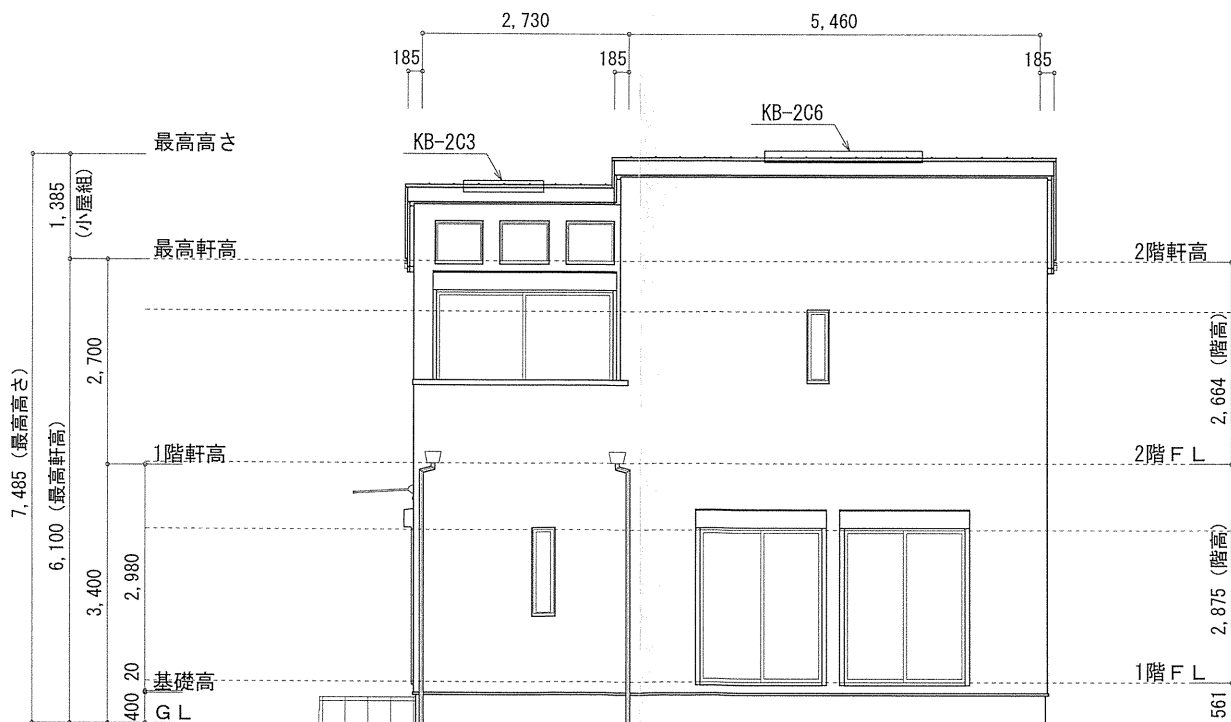 2,730
5,460
185
185
185
KB-2C6
KB-2C3
最高高さ
1,385
(小屋組)
最高軒高
2階軒高
2,700
2,664 (階高)
7,485 (最高高さ)
6,100 (最高軒高)
1階軒高
2階ＦＬ
3,400
2,980
2,875 (階高)
20
基礎高
1階ＦＬ
400
ＧＬ
561